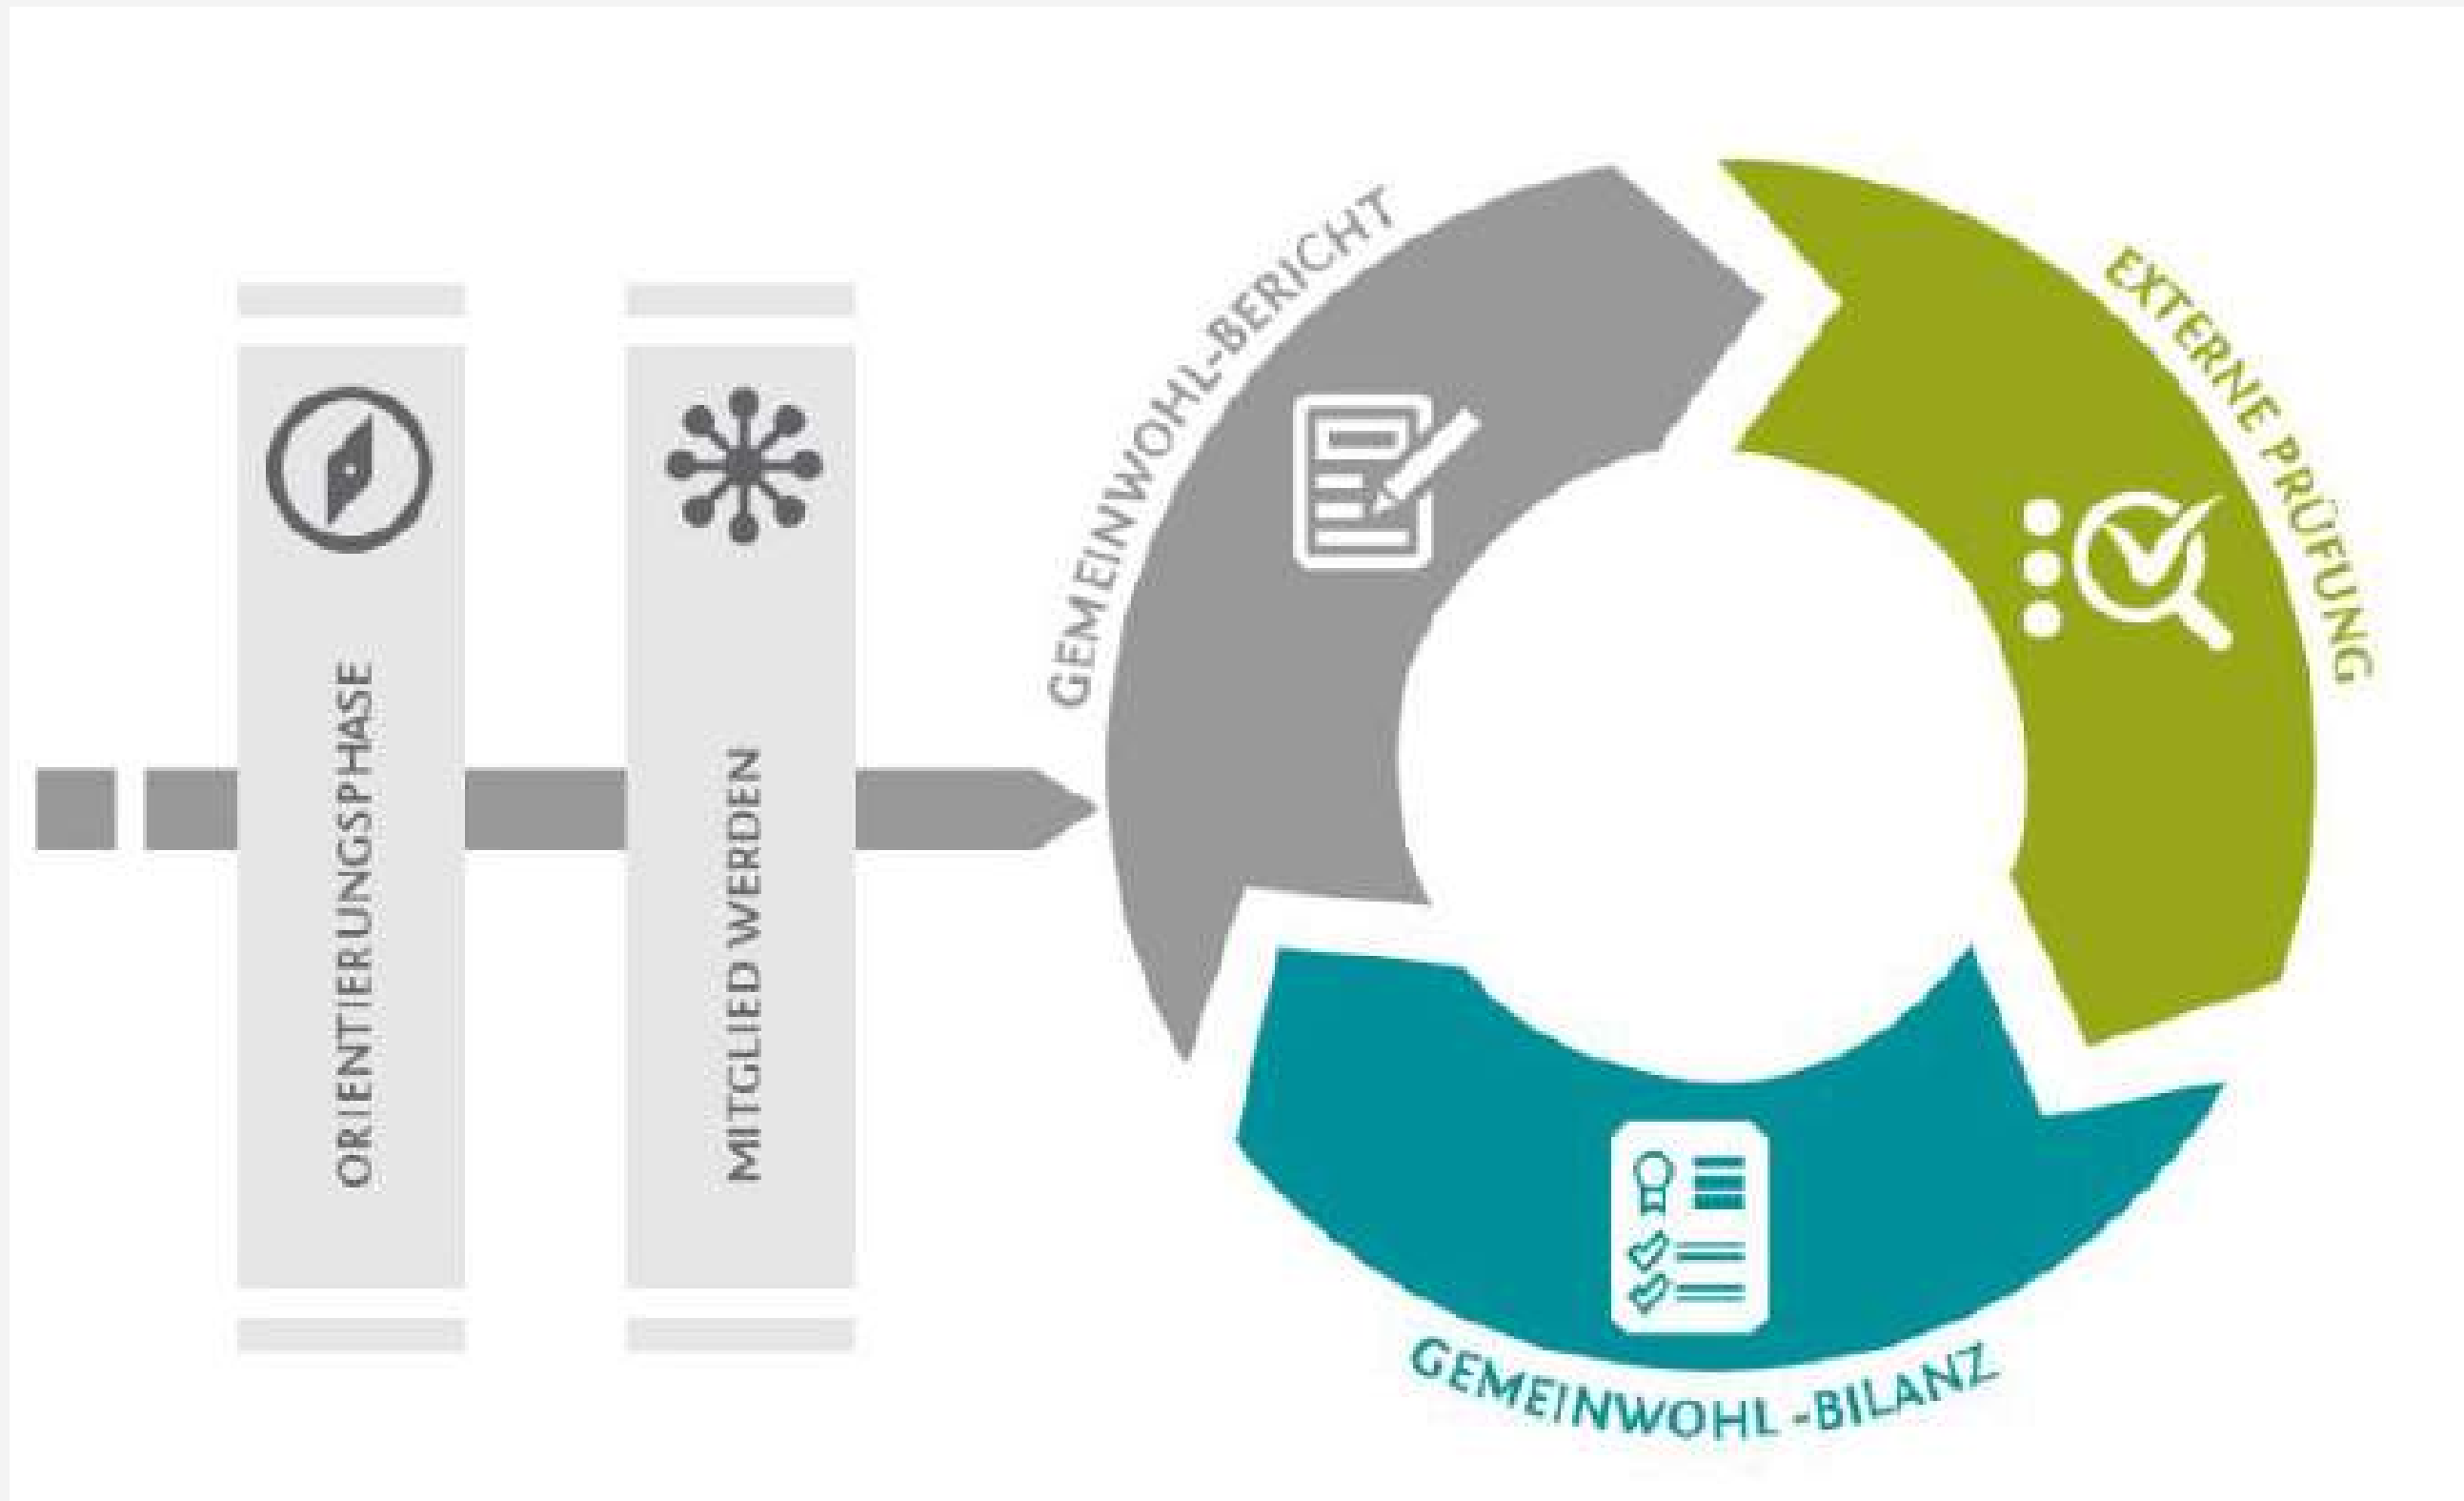 ORIENTIERUNGSPHASE
MITGLIED WERDEN
GEMEINWOHL-BERICHT
EXTERNE PRÜFUNG
GEMEINWOHL -BILANZ